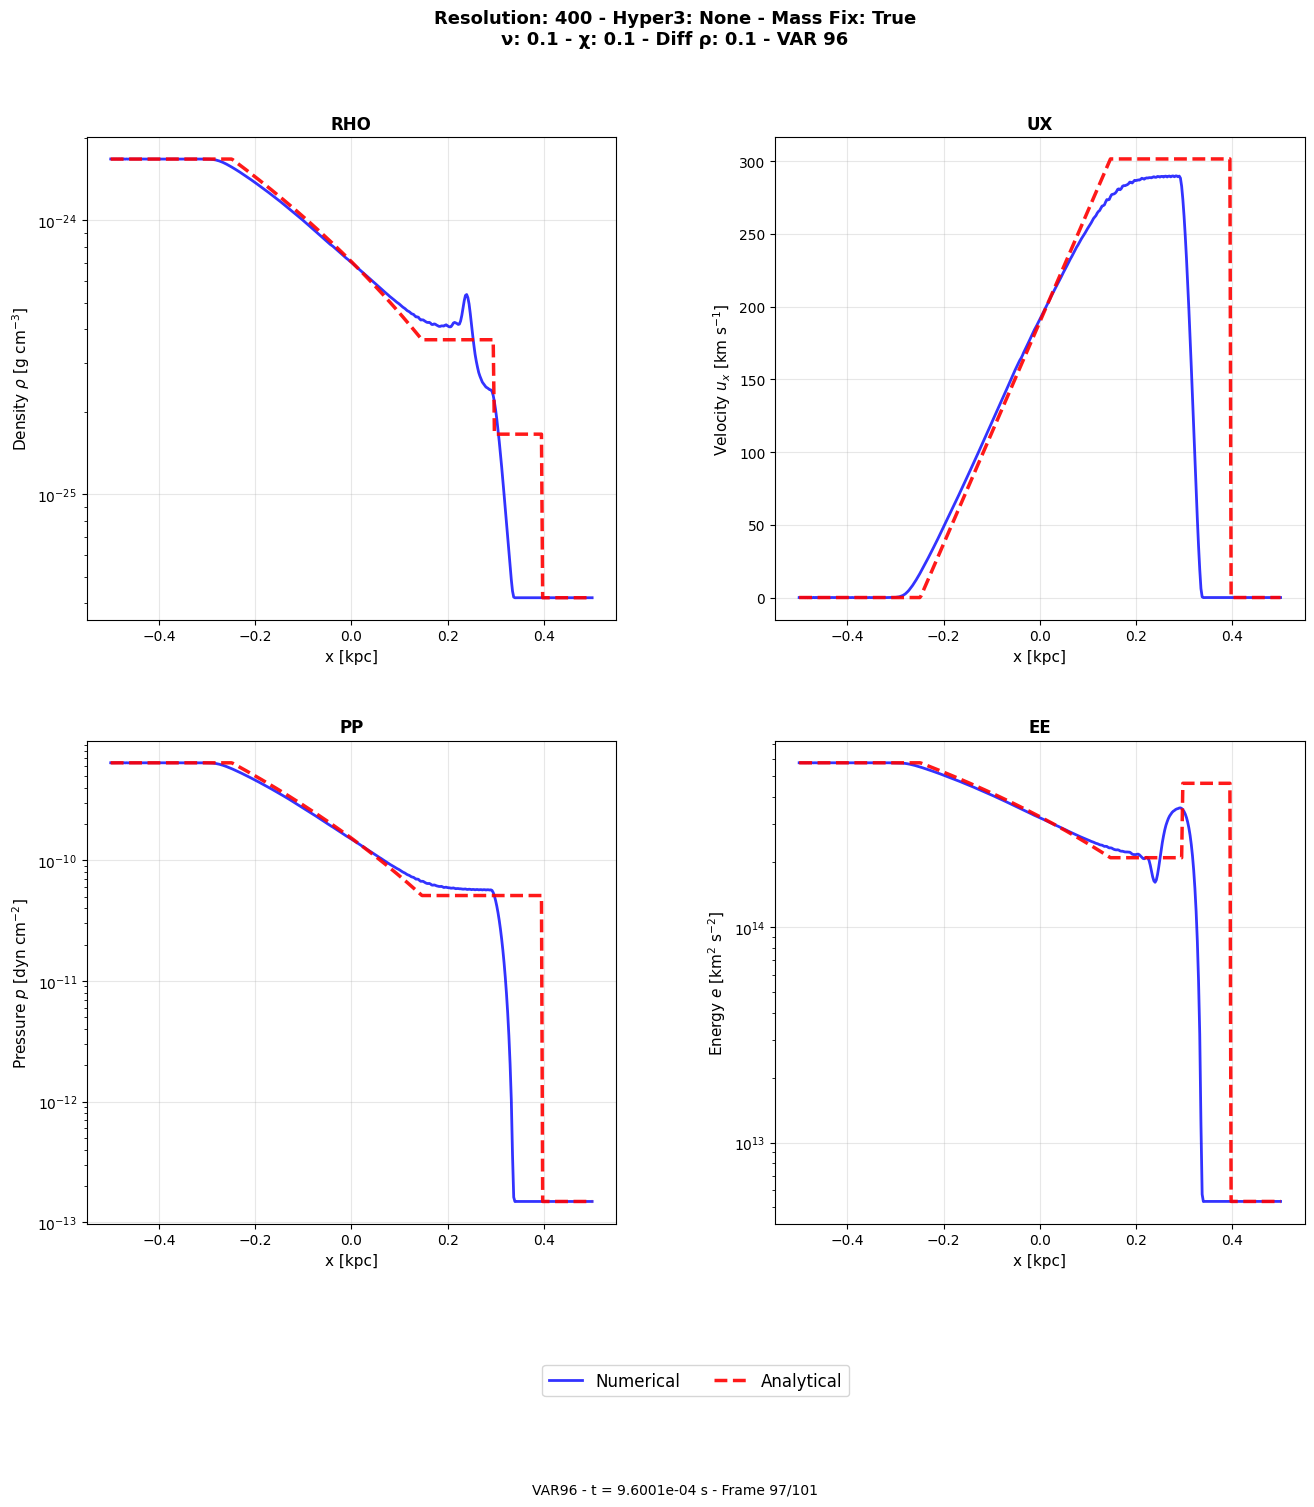 Resolution: 400 - Hyper3: None - Mass Fix: True
ν: 0.1 - χ: 0.1 - Diff ρ: 0.1 - VAR 96
RHO
Density ρ [g cm⁻³]
10⁻²⁴
10⁻²⁵
−0.4 −0.2 0.0 0.2 0.4
x [kpc]
UX
Velocity uₓ [km s⁻¹]
300
250
200
150
100
50
0
−0.4 −0.2 0.0 0.2 0.4
x [kpc]
PP
Pressure p [dyn cm⁻²]
10⁻¹⁰
10⁻¹¹
10⁻¹²
10⁻¹³
−0.4 −0.2 0.0 0.2 0.4
x [kpc]
EE
Energy e [km² s⁻²]
10¹⁴
10¹³
−0.4 −0.2 0.0 0.2 0.4
x [kpc]
Numerical Analytical
VAR96 - t = 9.6001e-04 s - Frame 97/101